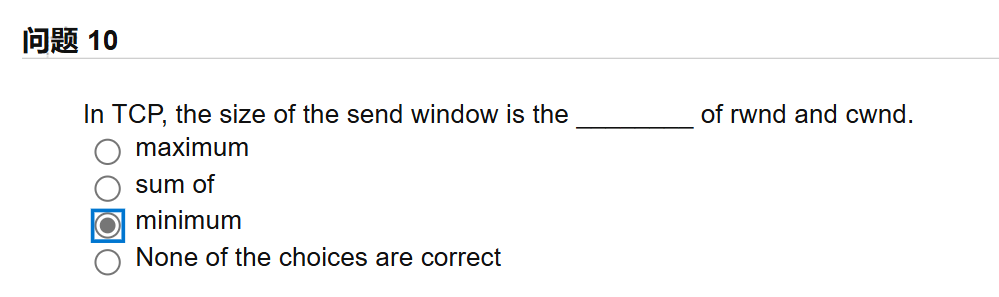 问题 10
In TCP, the size of the send window is the ________ of rwnd and cwnd.
maximum
sum of
minimum
None of the choices are correct